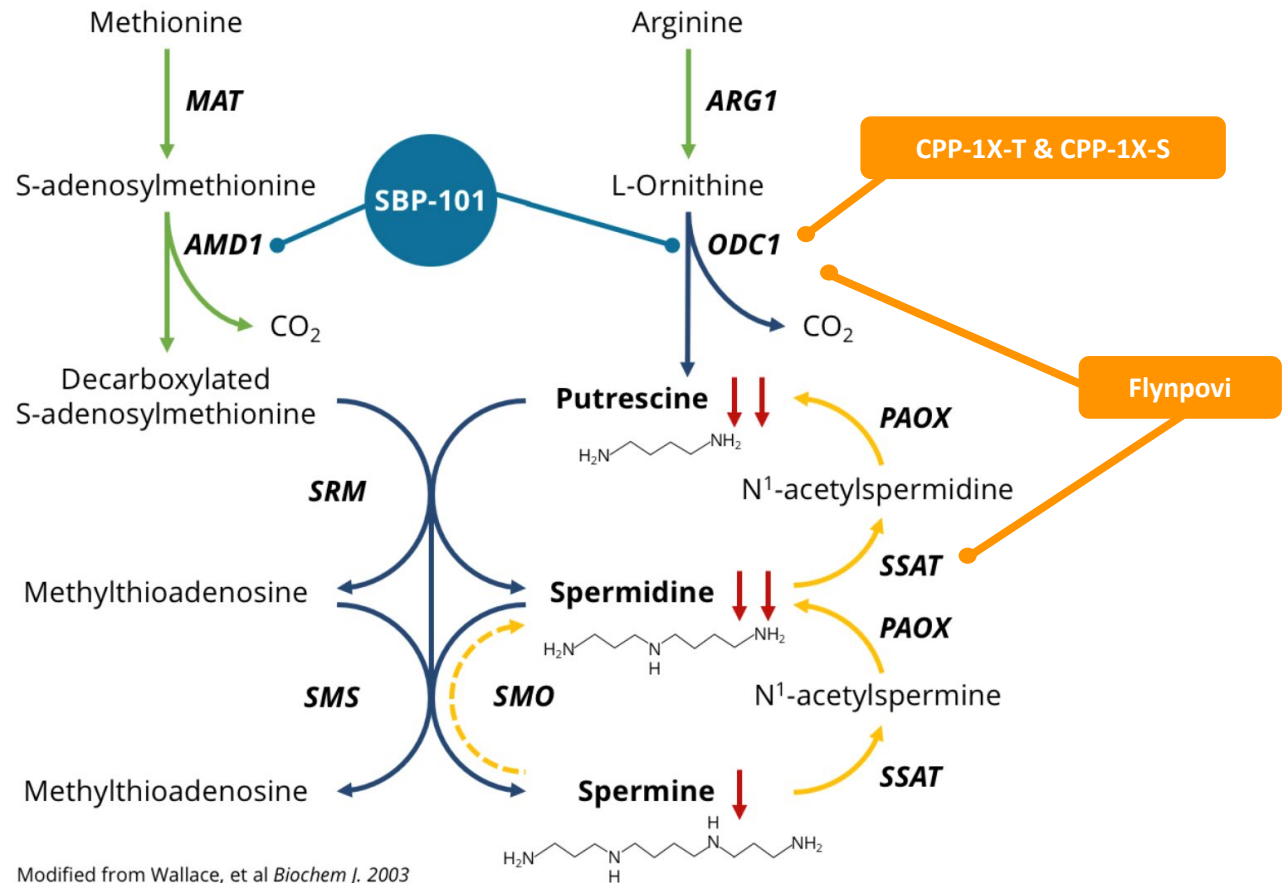 Methionine
Arginine
MAT
ARG1
CPP-1X-T & CPP-1X-S
S-adenosylmethionine
SBP-101
L-Ornithine
AMD1
ODC1
CO₂
CO₂
Decarboxylated
S-adenosylmethionine
Putrescine
H₂N
NH₂
PAOX
Flynpovi
SRM
N¹-acetylspermidine
Methylthioadenosine
Spermidine
H₂N
N
H
NH₂
SSAT
PAOX
SMS
SMO
N¹-acetylspermine
Methylthioadenosine
Spermine
SSAT
H₂N
N
H
H
N
NH₂
Modified from Wallace, et al Biochem J. 2003